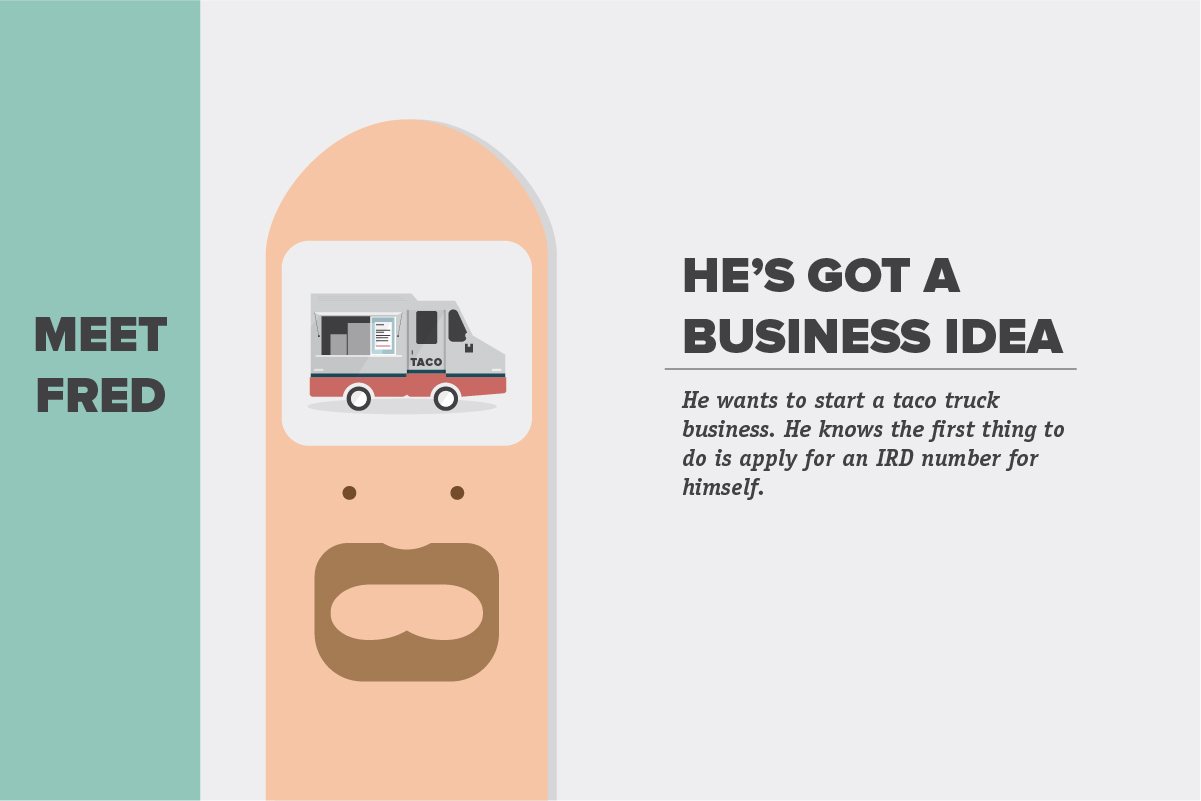 MEET
FRED
TACO
HE’S GOT A
BUSINESS IDEA
He wants to start a taco truck
business. He knows the first thing to
do is apply for an IRD number for
himself.